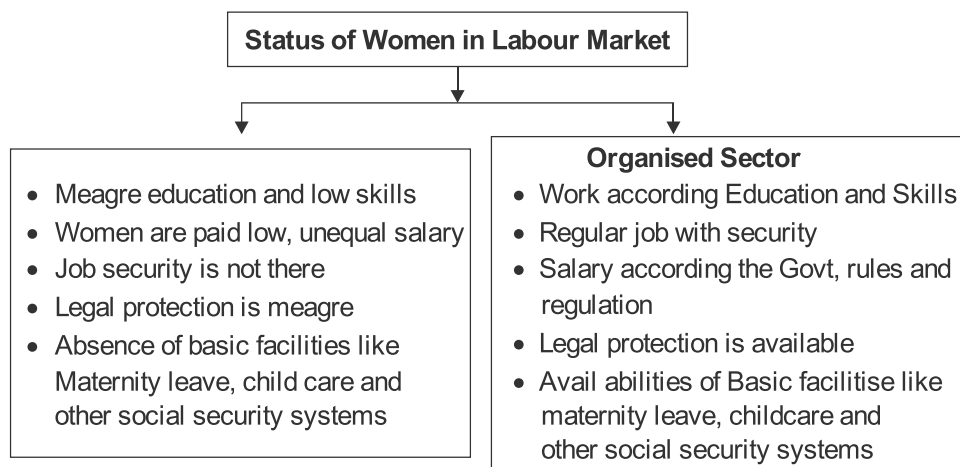 Status of Women in Labour Market
• Meagre education and low skills
• Women are paid low, unequal salary
• Job security is not there
• Legal protection is meagre
• Absence of basic facilities like
Maternity leave, child care and
other social security systems
Organised Sector
• Work according Education and Skills
• Regular job with security
• Salary according the Govt, rules and
regulation
• Legal protection is available
• Avail abilities of Basic facilitise like
maternity leave, childcare and
other social security systems